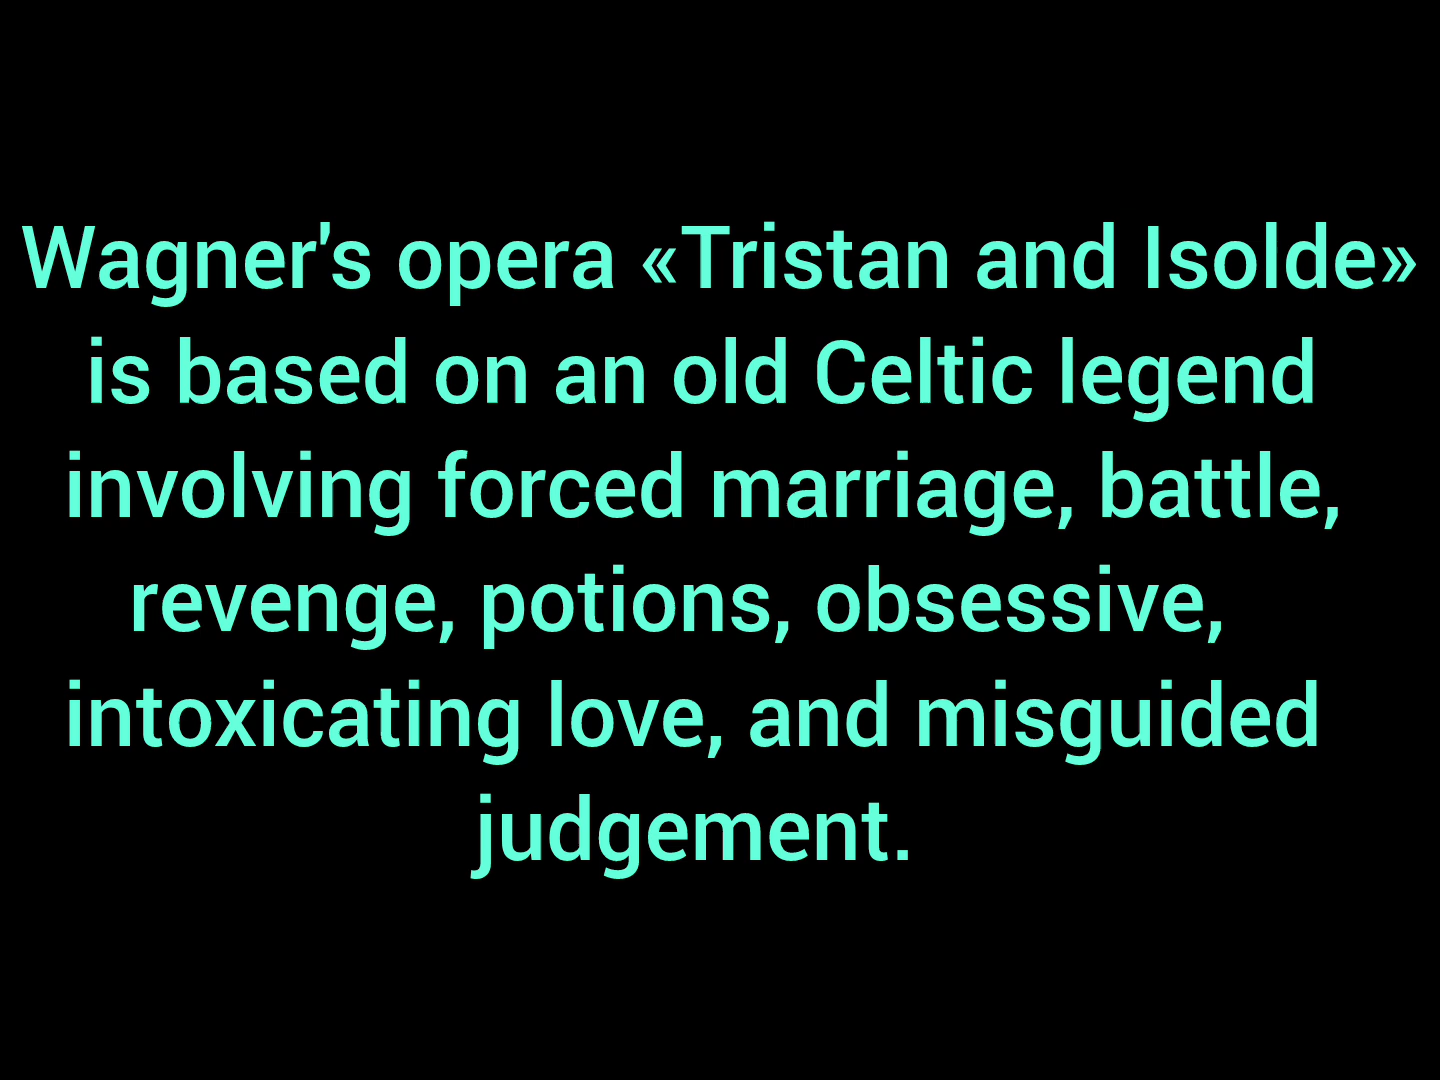 Wagner's opera «Tristan and Isolde»
is based on an old Celtic legend
involving forced marriage, battle,
revenge, potions, obsessive,
intoxicating love, and misguided
judgement.